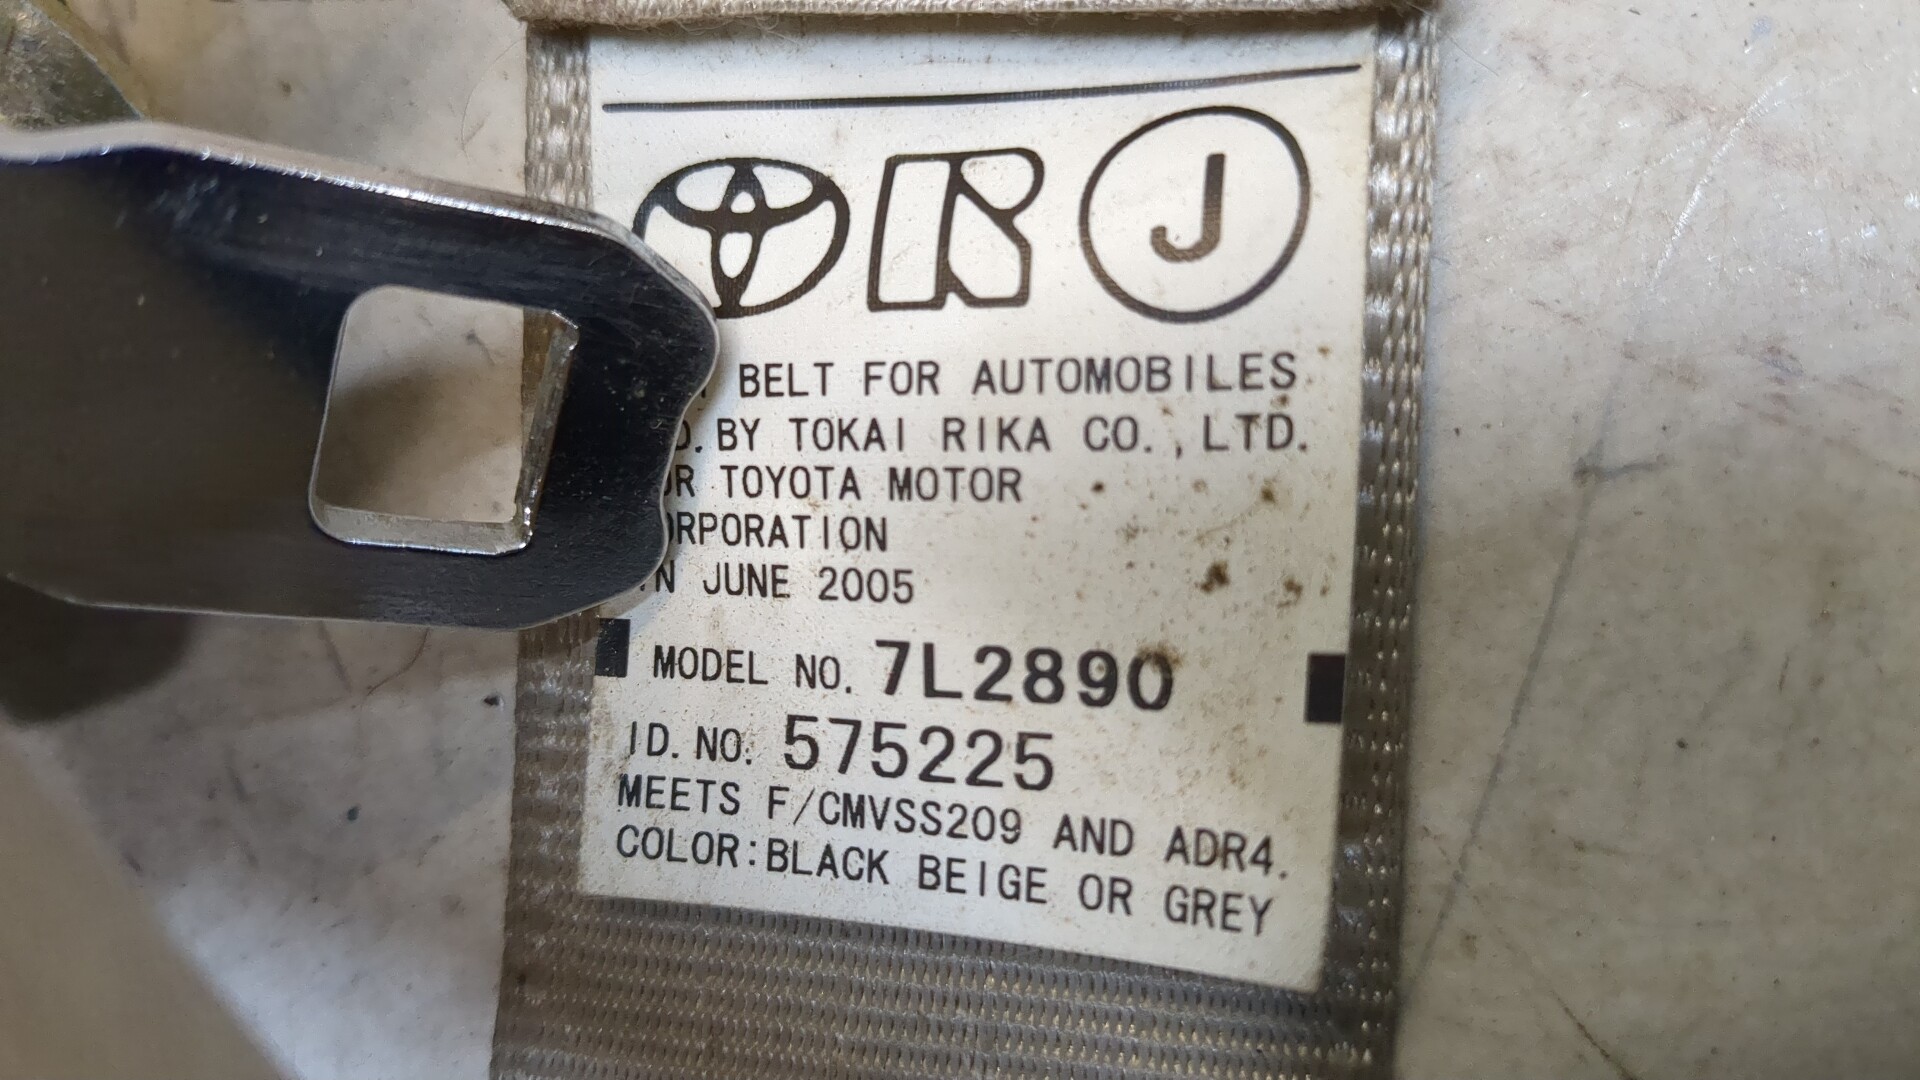 J
BELT FOR AUTOMOBILES
BY TOKAI RIKA CO., LTD.
TOYOTA MOTOR
RPORATION
JUNE 2005
MODEL NO. 7L2890
ID. NO. 575225
MEETS F/CMVSS209 AND ADR4.
COLOR:BLACK BEIGE OR GREY